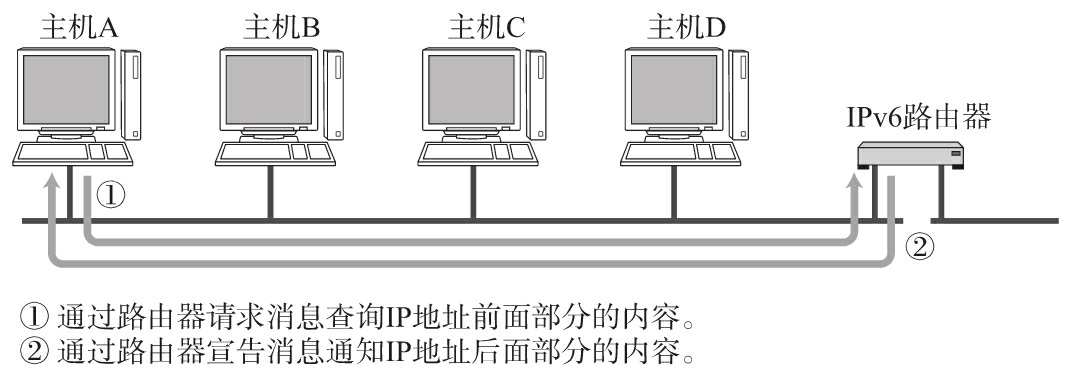 主机A 主机B 主机C 主机D
IPv6路由器
①
②
① 通过路由器请求消息查询IP地址前面部分的内容。
② 通过路由器宣告消息通知IP地址后面部分的内容。